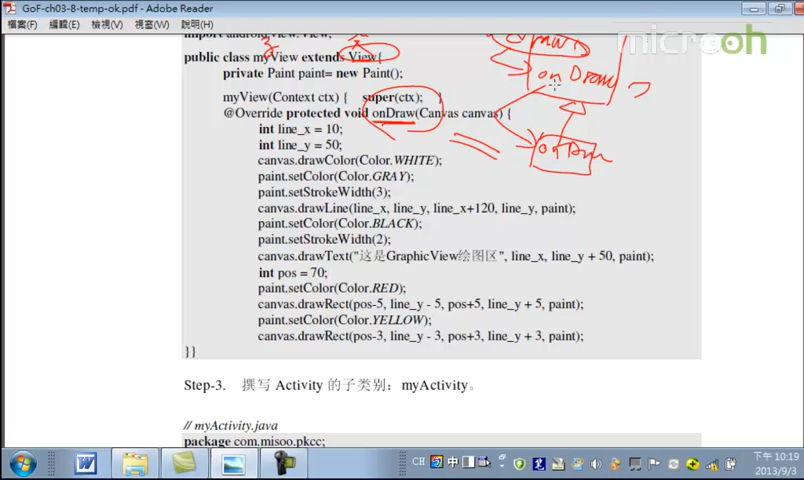 GoF-ch03-8-temp-ok.pdf - Adobe Reader
檔案(F) 編輯(E) 檢視(V) 視窗(W) 說明(H)
import android.view.View;
microoh
public class myView extends View{
private Paint paint= new Paint();
onDraw
myView(Context ctx) { super(ctx); }
@Override protected void onDraw(Canvas canvas) {
int line_x = 10;
int line_y = 50;
onDraw
canvas.drawColor(Color.WHITE);
paint.setColor(Color.GRAY);
paint.setStrokeWidth(3);
canvas.drawLine(line_x, line_y, line_x+120, line_y, paint);
paint.setColor(Color.BLACK);
paint.setStrokeWidth(2);
canvas.drawText("这是GraphicView绘图区", line_x, line_y + 50, paint);
int pos = 70;
paint.setColor(Color.RED);
canvas.drawRect(pos-5, line_y - 5, pos+5, line_y + 5, paint);
paint.setColor(Color.YELLOW);
canvas.drawRect(pos-3, line_y - 3, pos+3, line_y + 3, paint);
}}
Step-3. 撰写 Activity 的子类别：myActivity。
// myActivity.java
package com.misoo.pkcc;
CH 中
下午 10:19
2013/9/3